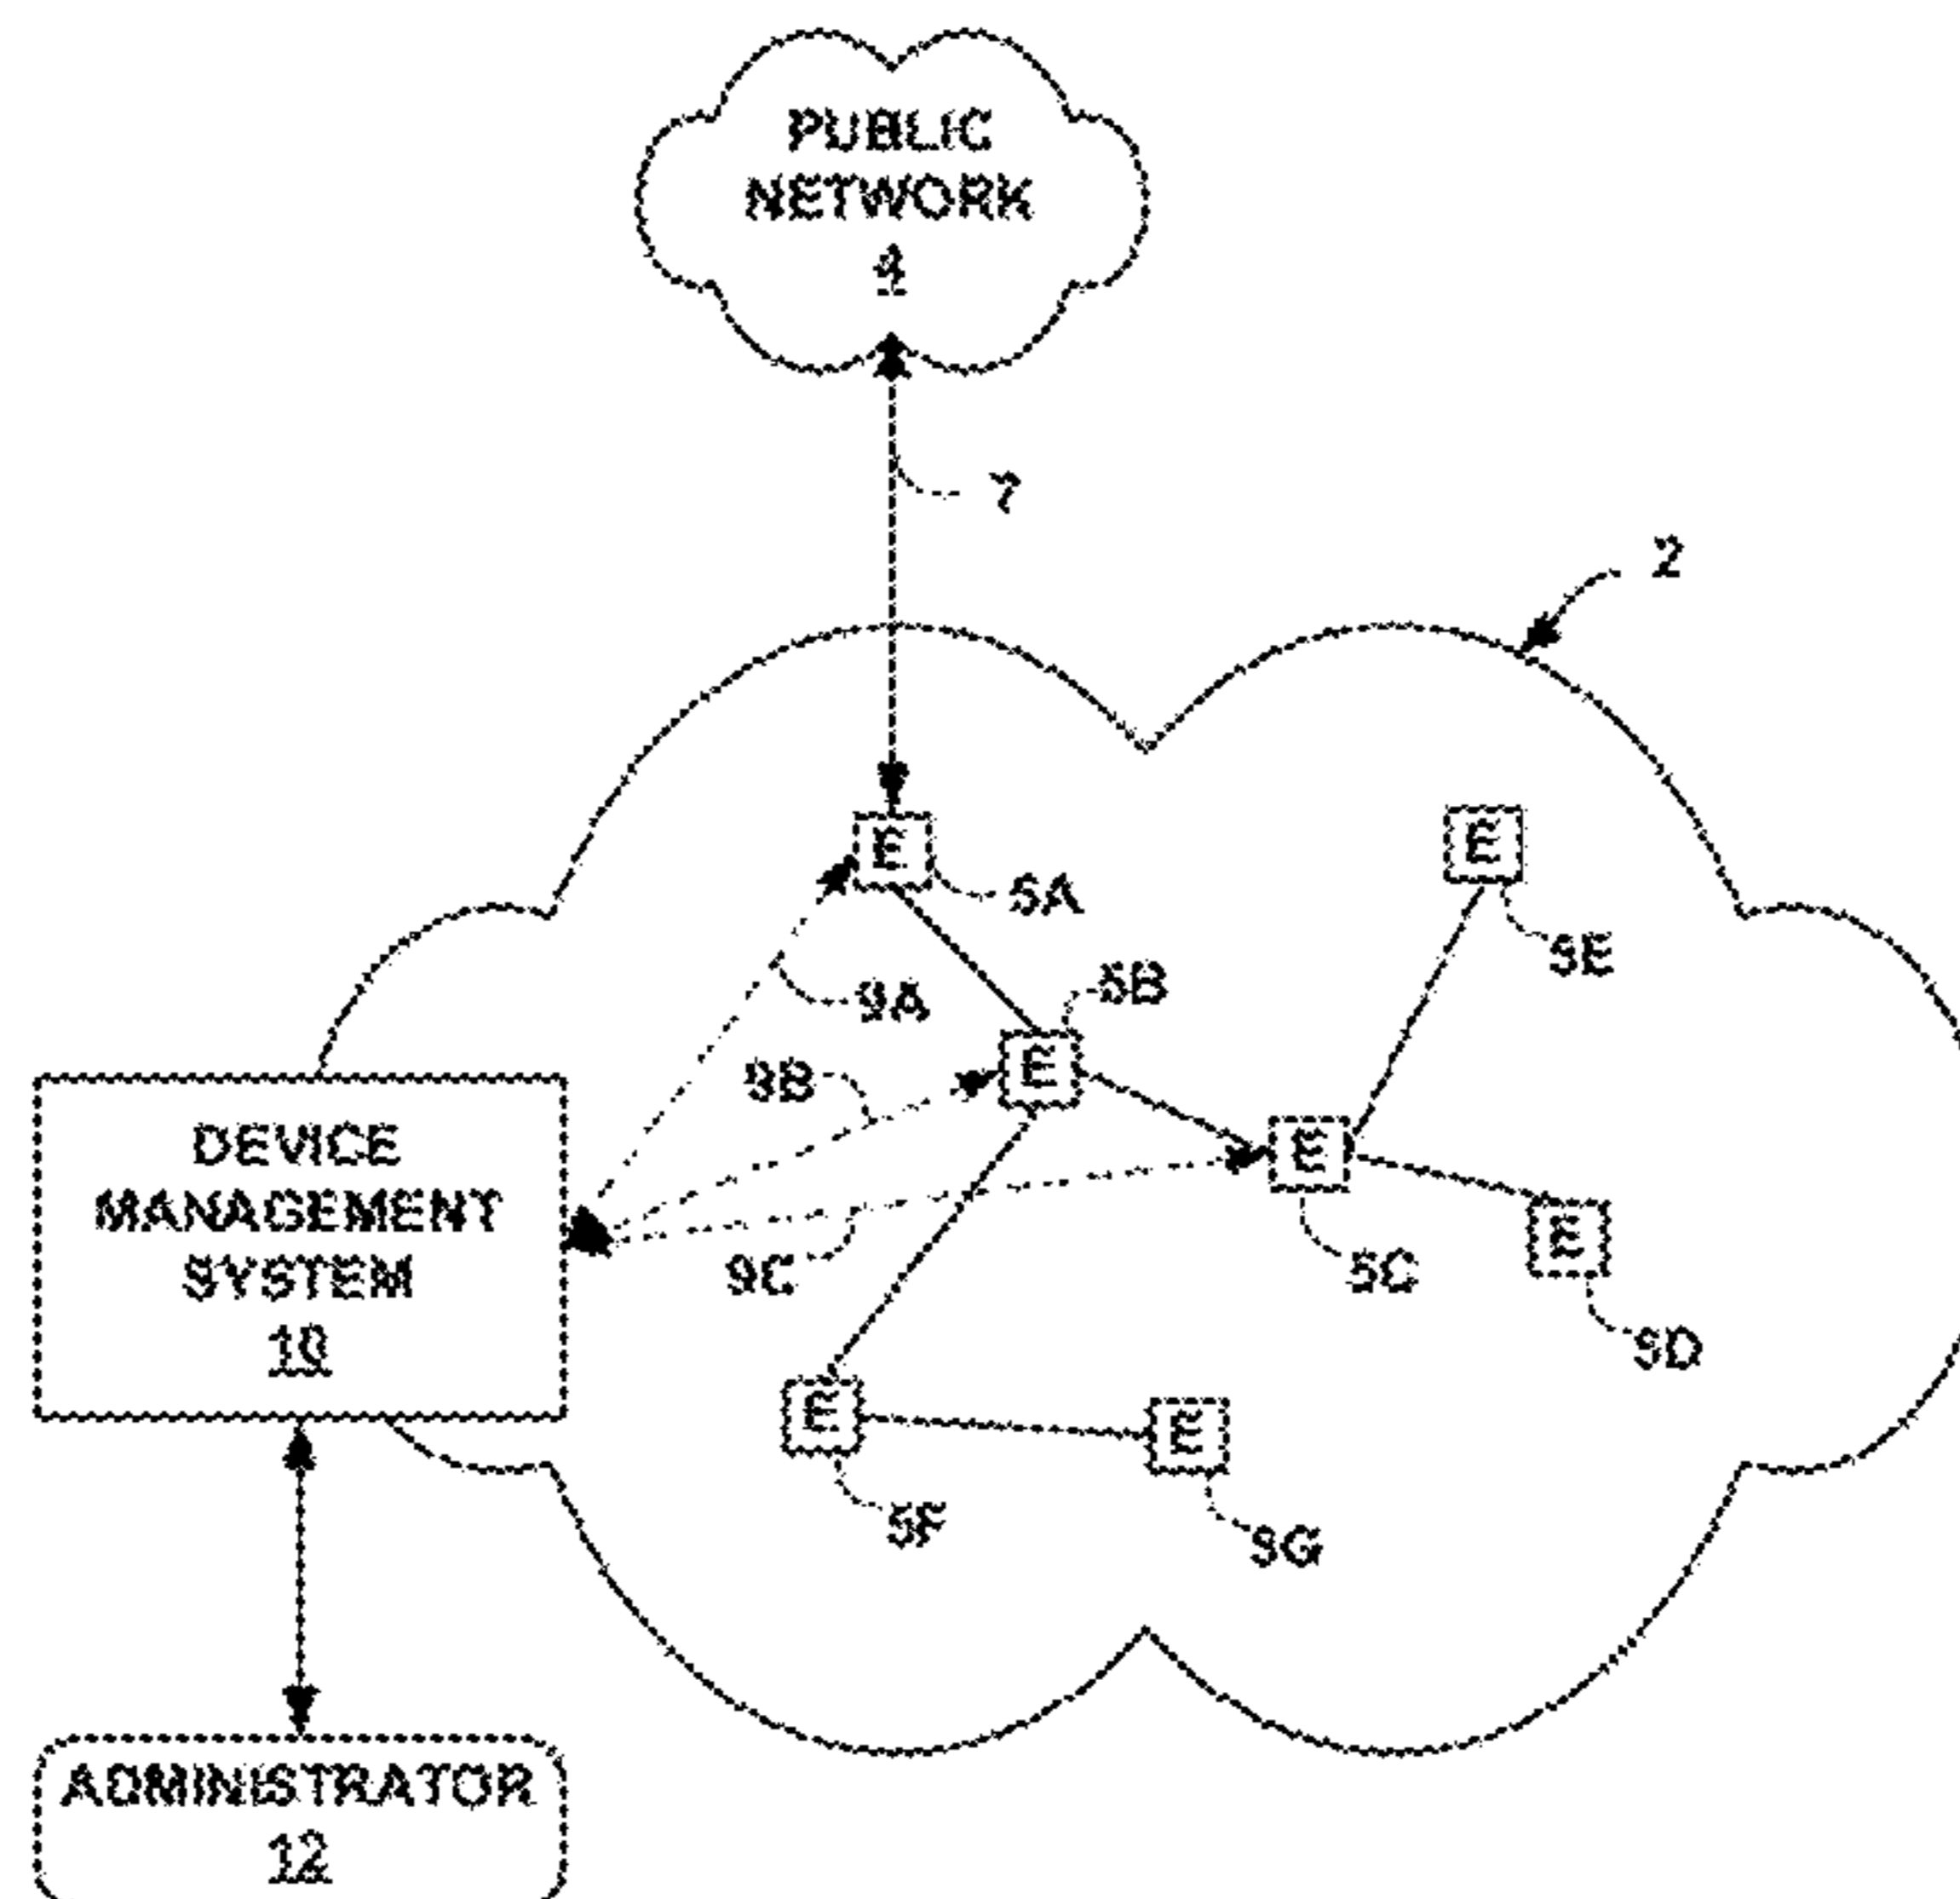 PUBLIC
NETWORK
4
7
2
E
E
5A
5E
5B
9A
E
9B
E
DEVICE
MANAGEMENT
SYSTEM
10
E
9C
5C
5D
E
E
5F
5G
ADMINISTRATOR
12